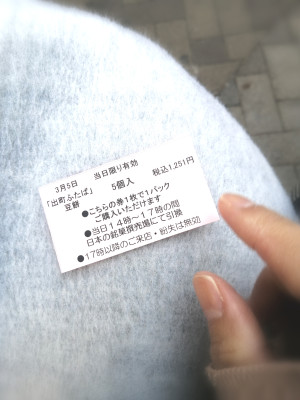 3月5日 当日限り有効
「出町ふたば」
豆餅 5個入 税込1,251円
●こちらの券1枚で1パック
ご購入いただけます
●当日14時～17時の間
日本の銘菓撰売場にて引換
●17時以降のご来店・紛失は無効